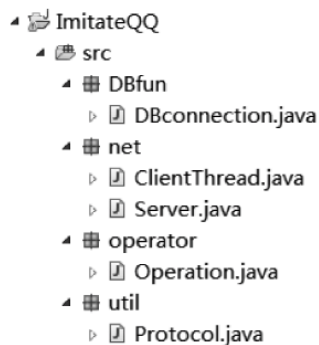 ImitateQQ
src
DBfun
DBconnection.java
net
ClientThread.java
Server.java
operator
Operation.java
util
Protocol.java